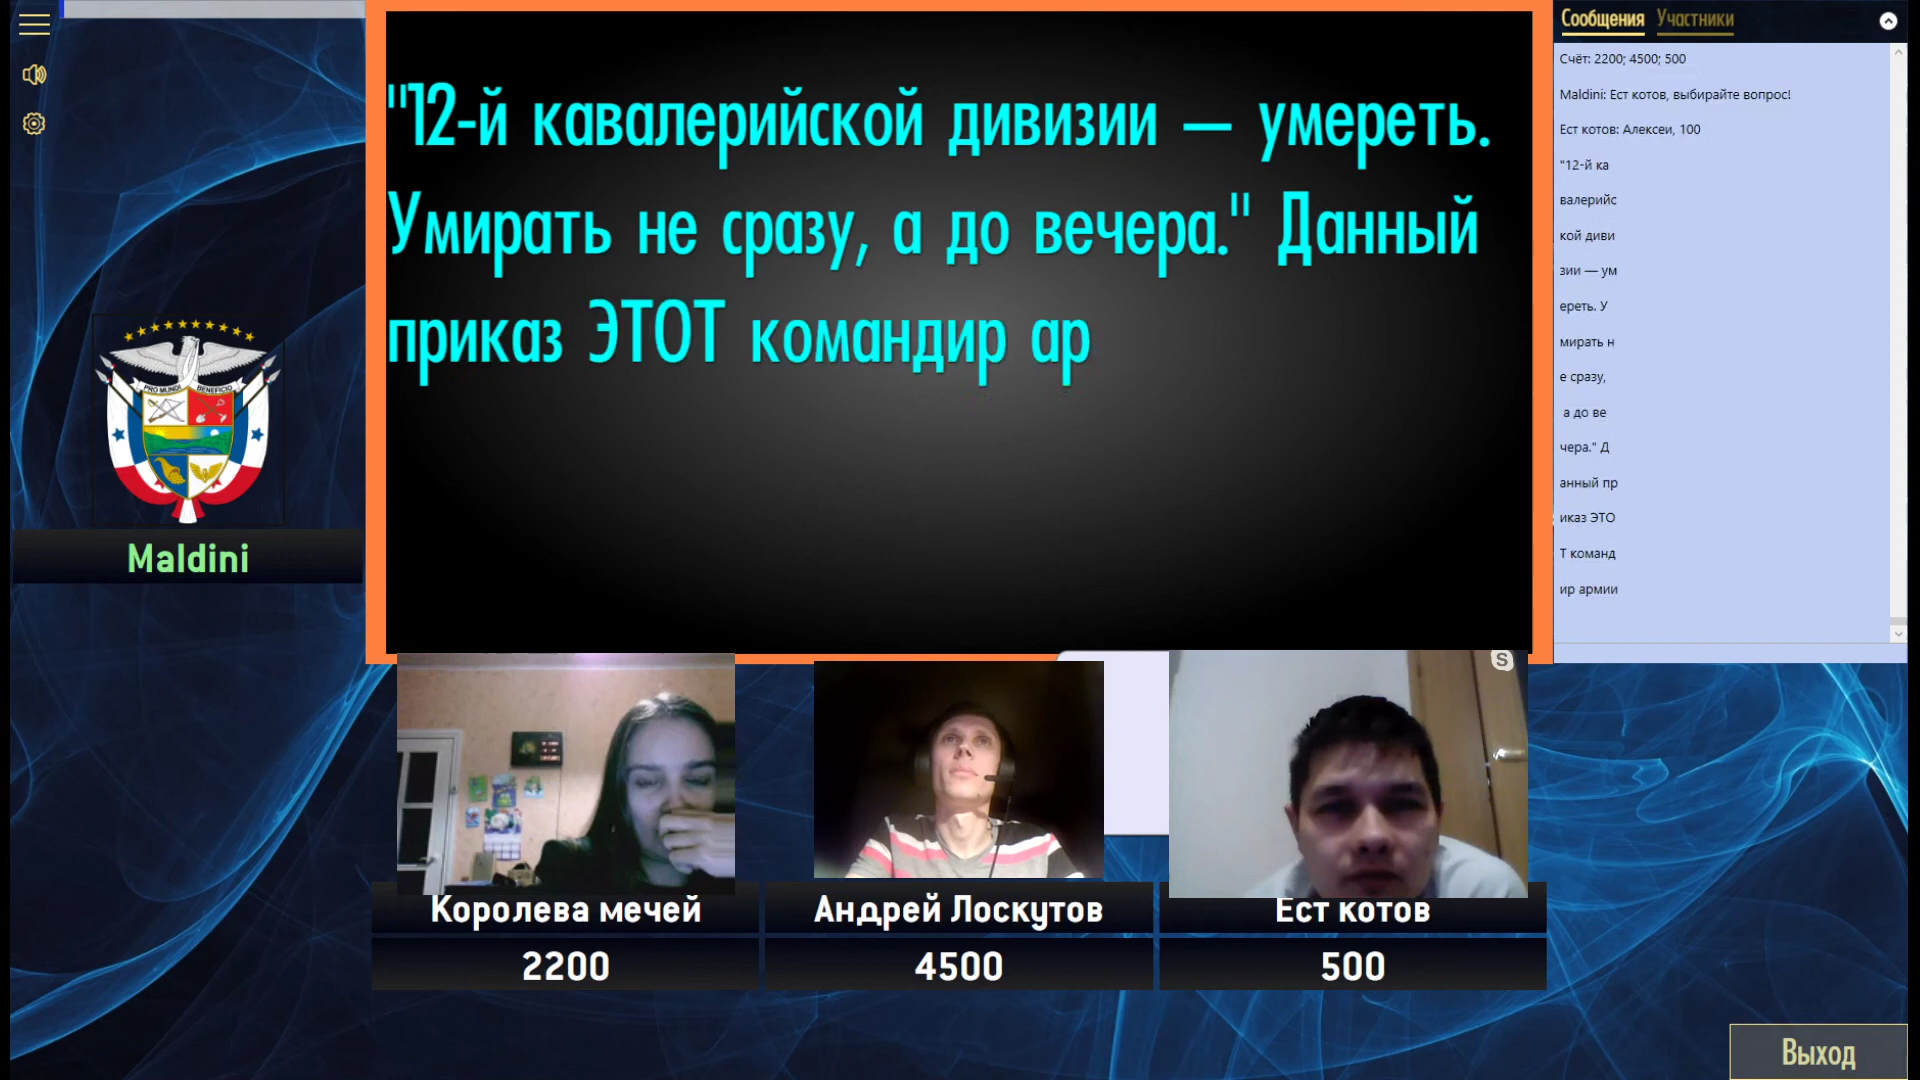 "12-й кавалерийской дивизии — умереть.
Умирать не сразу, а до вечера." Данный
приказ ЭТОТ командир ар
Сообщения Участники
Счёт: 2200; 4500; 500
Maldini: Ест котов, выбирайте вопрос!
Ест котов: Алексеи, 100
"12-й ка
валерийс
кой диви
зии — ум
ереть. У
мирать н
е сразу,
а до ве
чера." Д
анный пр
иказ ЭТО
Т команд
ир армии
PRO MUNDI BENEFICIO
Maldini
S
Королева мечей
2200
Андрей Лоскутов
4500
Ест котов
500
Выход